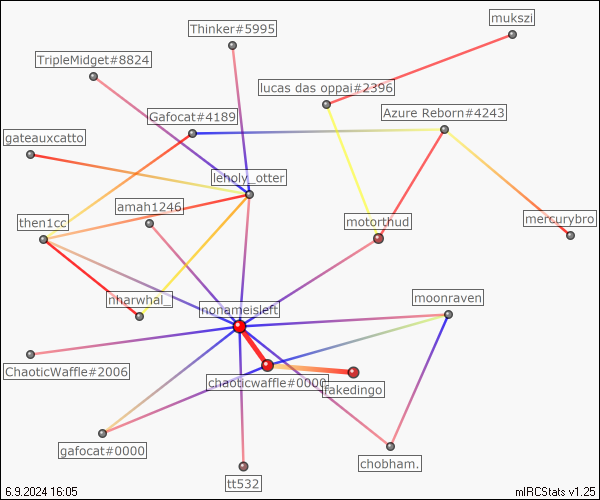 mukszi
Thinker#5995
TripleMidget#8824
lucas das oppai#2396
Gafocat#4189
Azure Reborn#4243
gateauxcatto
leholy_otter
amah1246
then1cc
motorthud
mercurybro
nharwhal_
nonameisleft
moonraven
ChaoticWaffle#2006
chaoticwaffle#0000
fakedingo
gafocat#0000
chobham.
tt532
6.9.2024 16:05
mIRCStats v1.25